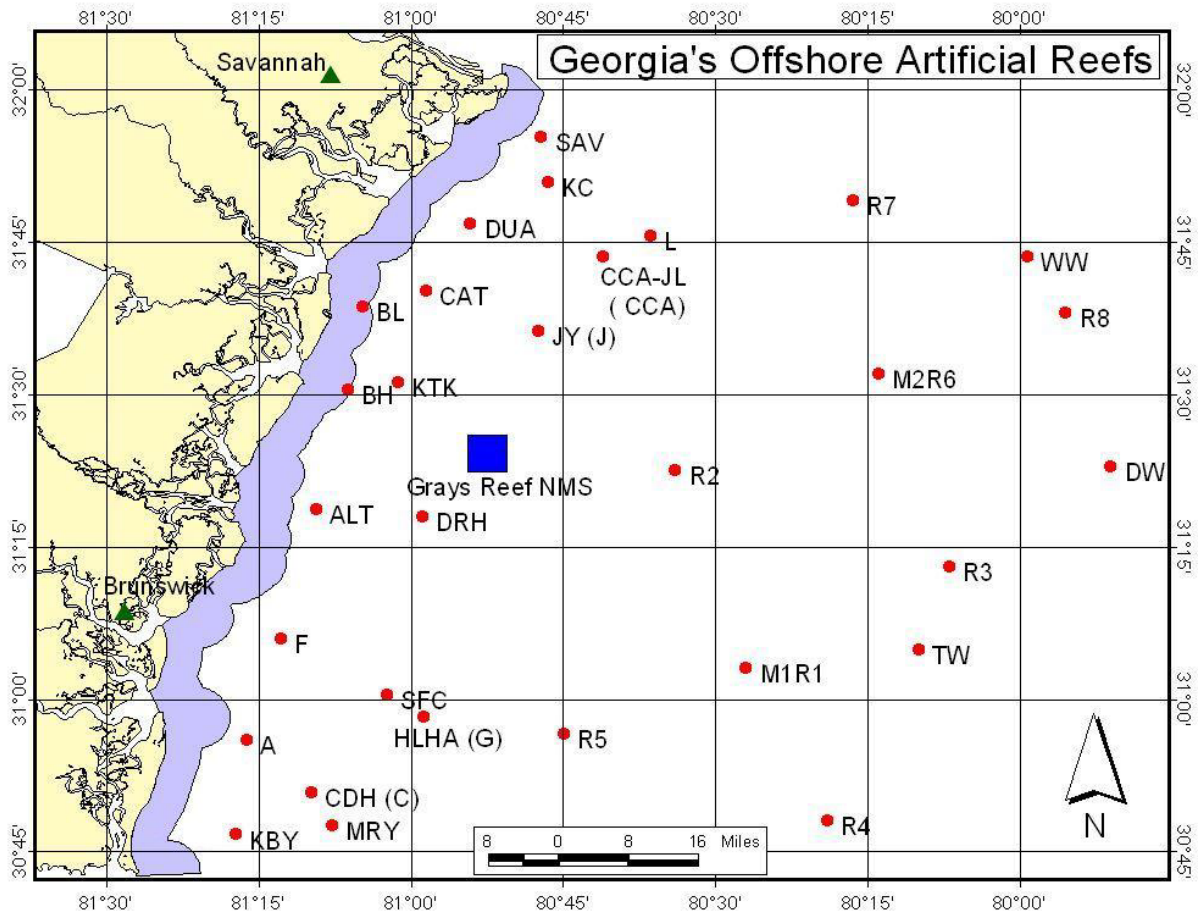 81°30' 81°15' 81°00' 80°45' 80°30' 80°15' 80°00'
Georgia's Offshore Artificial Reefs
Savannah
32°00' 32°00'
SAV
KC
R7
DUA
L
31°45' 31°45'
WW
CCA-JL
( CCA)
CAT
BL
R8
JY (J)
M2R6
KTK
BH
31°30' 31°30'
R2
DW
Grays Reef NMS
ALT
DRH
31°15' 31°15'
R3
Brunswick
F
TW
M1R1
SFC
31°00' 31°00'
HLHA (G)
R5
A
CDH (C)
MRY
R4
N
KBY
8 0 8 16 Miles
30°45' 30°45'
81°30' 81°15' 81°00' 80°45' 80°30' 80°15' 80°00'